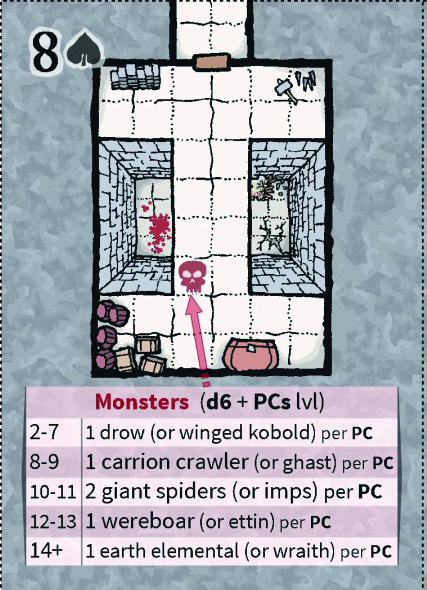 8♠
Monsters (d6 + PCs lvl)
2-7 1 drow (or winged kobold) per PC
8-9 1 carrion crawler (or ghast) per PC
10-11 2 giant spiders (or imps) per PC
12-13 1 wereboar (or ettin) per PC
14+ 1 earth elemental (or wraith) per PC